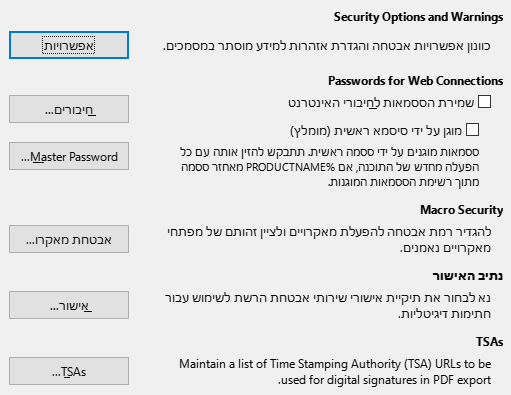 Security Options and Warnings
כוונון אפשרויות אבטחה והגדרת אזהרות למידע מוסתר במסמכים.
אפשרויות
Passwords for Web Connections
שמירת הססמאות לחיבורי האינטרנט
חיבורים...
מוגן על ידי סיסמא ראשית (מומלץ)
ססמאות מוגנים על ידי ססמה ראשית. תתבקש להזין אותה עם כל
הפעלה מחדש של התוכנה, אם %PRODUCTNAME מאחזר ססמה
מתוך רשימת הססמאות המוגנות.
Master Password...
Macro Security
להגדיר רמת אבטחה להפעלת מאקרויים ולציין זהותם של מפתחי
מאקרויים נאמנים.
אבטחת מאקרו...
נתיב האישור
נא לבחור את תיקיית אישורי שירותי אבטחת הרשת לשימוש עבור
חתימות דיגיטליות.
אישור...
TSAs
Maintain a list of Time Stamping Authority (TSA) URLs to be
used for digital signatures in PDF export.
TSAs...